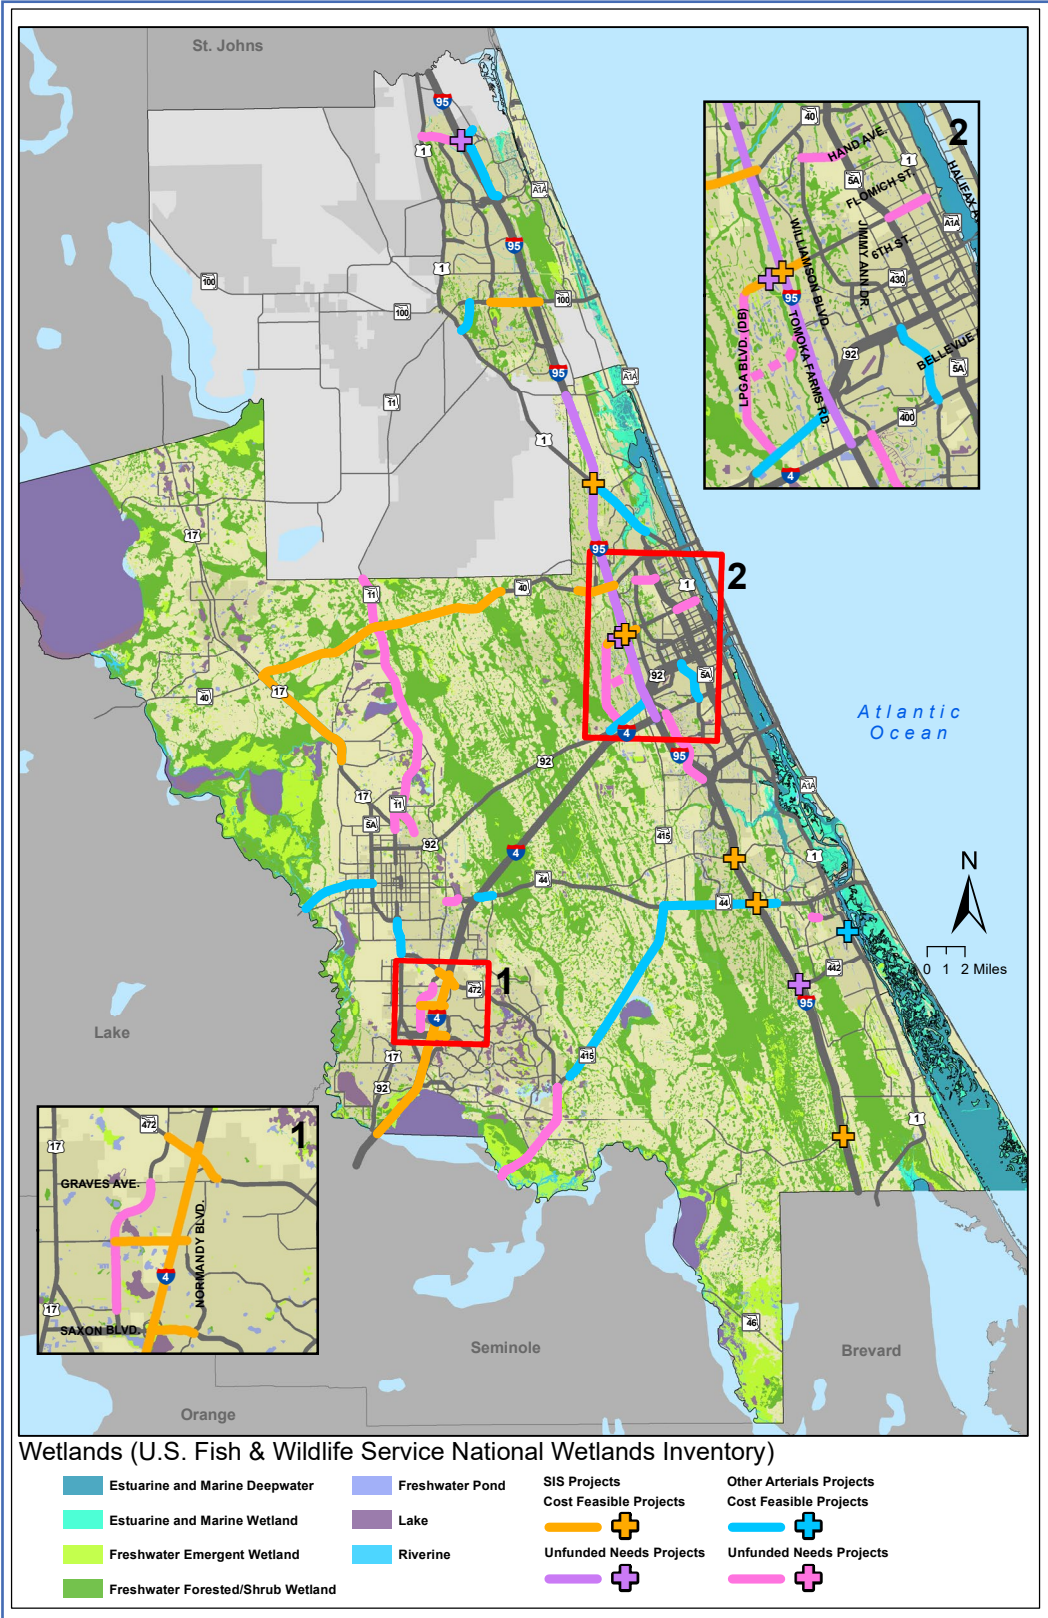 St. Johns
95
1
A1A
95
1
100
100
100
95
A1A
11
1
17
95
2
40
11
1
40
17
92
5A
4
95
Atlantic
Ocean
92
17
11
5A
92
415
A1A
4
1
44
44
N
0 1 2 Miles
442
1
472
4
95
Lake
17
415
92
1
46
Seminole
Brevard
Orange
2
40
HAND AVE.
1
5A
FLOMICH ST.
HALIFAX A
A1A
WILLIAMSON BLVD.
JIMMY ANN DR.
6TH ST.
430
95
LPGA BLVD. (DB)
TOMOKA FARMS RD.
92
BELLEVUE
5A
400
4
1
472
17
GRAVES AVE.
NORMANDY BLVD.
4
17
SAXON BLVD.
Wetlands (U.S. Fish & Wildlife Service National Wetlands Inventory)
Estuarine and Marine Deepwater
Estuarine and Marine Wetland
Freshwater Emergent Wetland
Freshwater Forested/Shrub Wetland
Freshwater Pond
Lake
Riverine
SIS Projects
Cost Feasible Projects
Unfunded Needs Projects
Other Arterials Projects
Cost Feasible Projects
Unfunded Needs Projects